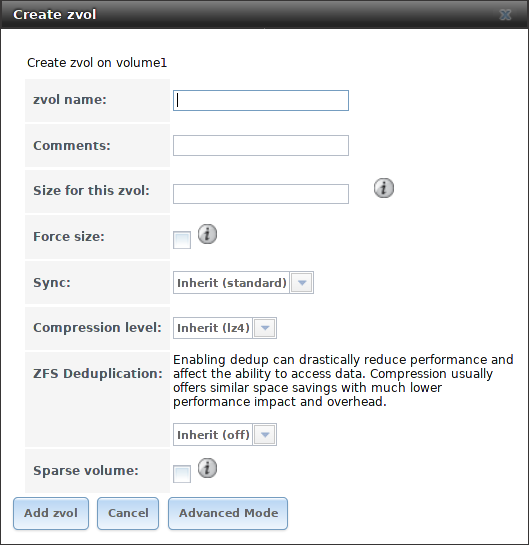 Create zvol
Create zvol on volume1
zvol name:
Comments:
Size for this zvol:
Force size:
Sync:
Inherit (standard)
Compression level:
Inherit (lz4)
ZFS Deduplication:
Enabling dedup can drastically reduce performance and
affect the ability to access data. Compression usually
offers similar space savings with much lower
performance impact and overhead.
Inherit (off)
Sparse volume:
Add zvol
Cancel
Advanced Mode